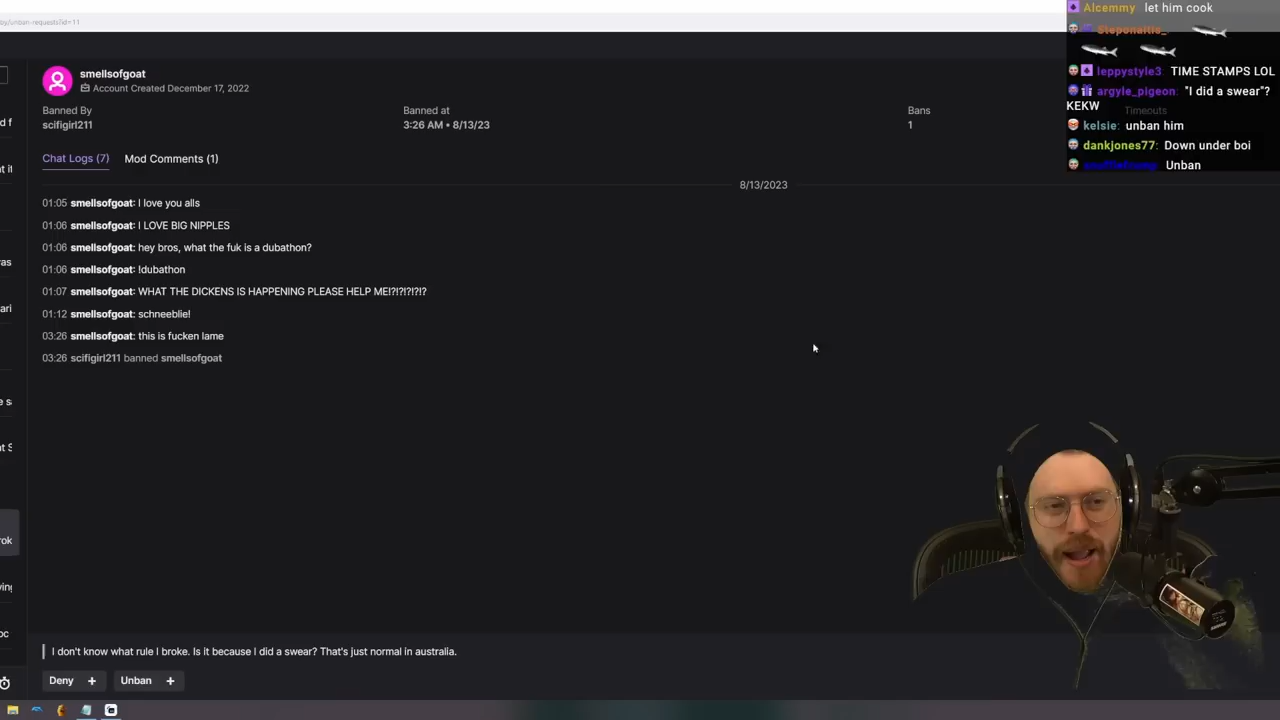 oy/unban-requests?id=11
smellsofgoat
Account Created December 17, 2022
Banned By
scifigirl211
Banned at
3:26 AM • 8/13/23
Bans
1
Chat Logs (7)
Mod Comments (1)
8/13/2023
01:05 smellsofgoat: I love you alls
01:06 smellsofgoat: I LOVE BIG NIPPLES
01:06 smellsofgoat: hey bros, what the fuk is a dubathon?
01:06 smellsofgoat: !dubathon
01:07 smellsofgoat: WHAT THE DICKENS IS HAPPENING PLEASE HELP ME!?!?!?!?!?
01:12 smellsofgoat: schneeblie!
03:26 smellsofgoat: this is fucken lame
03:26 scifigirl211 banned smellsofgoat
I don't know what rule I broke. Is it because I did a swear? That's just normal in australia.
Deny +
Unban +
Alcemmy let him cook
leppystyle3: TIME STAMPS LOL
argyle_pigeon: "I did a swear"?
KEKW
Timeouts
kelsie: unban him
dankjones77: Down under boi
Unban